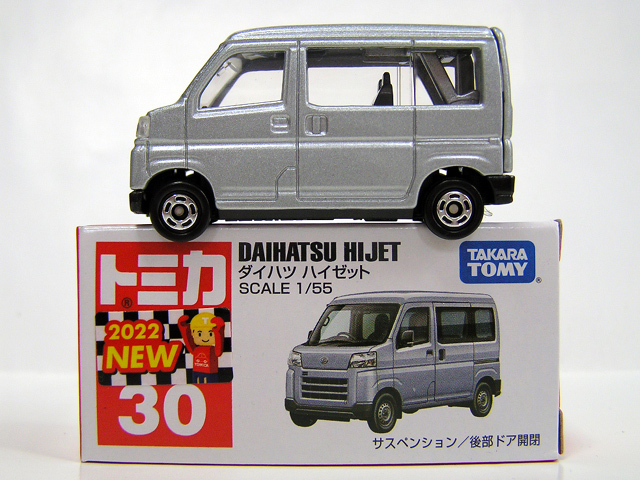 トミカ
®
2022
NEW
30
DAIHATSU HIJET
ダイハツ ハイゼット
SCALE 1/55
TAKARA
TOMY®
サスペンション／後部ドア開閉